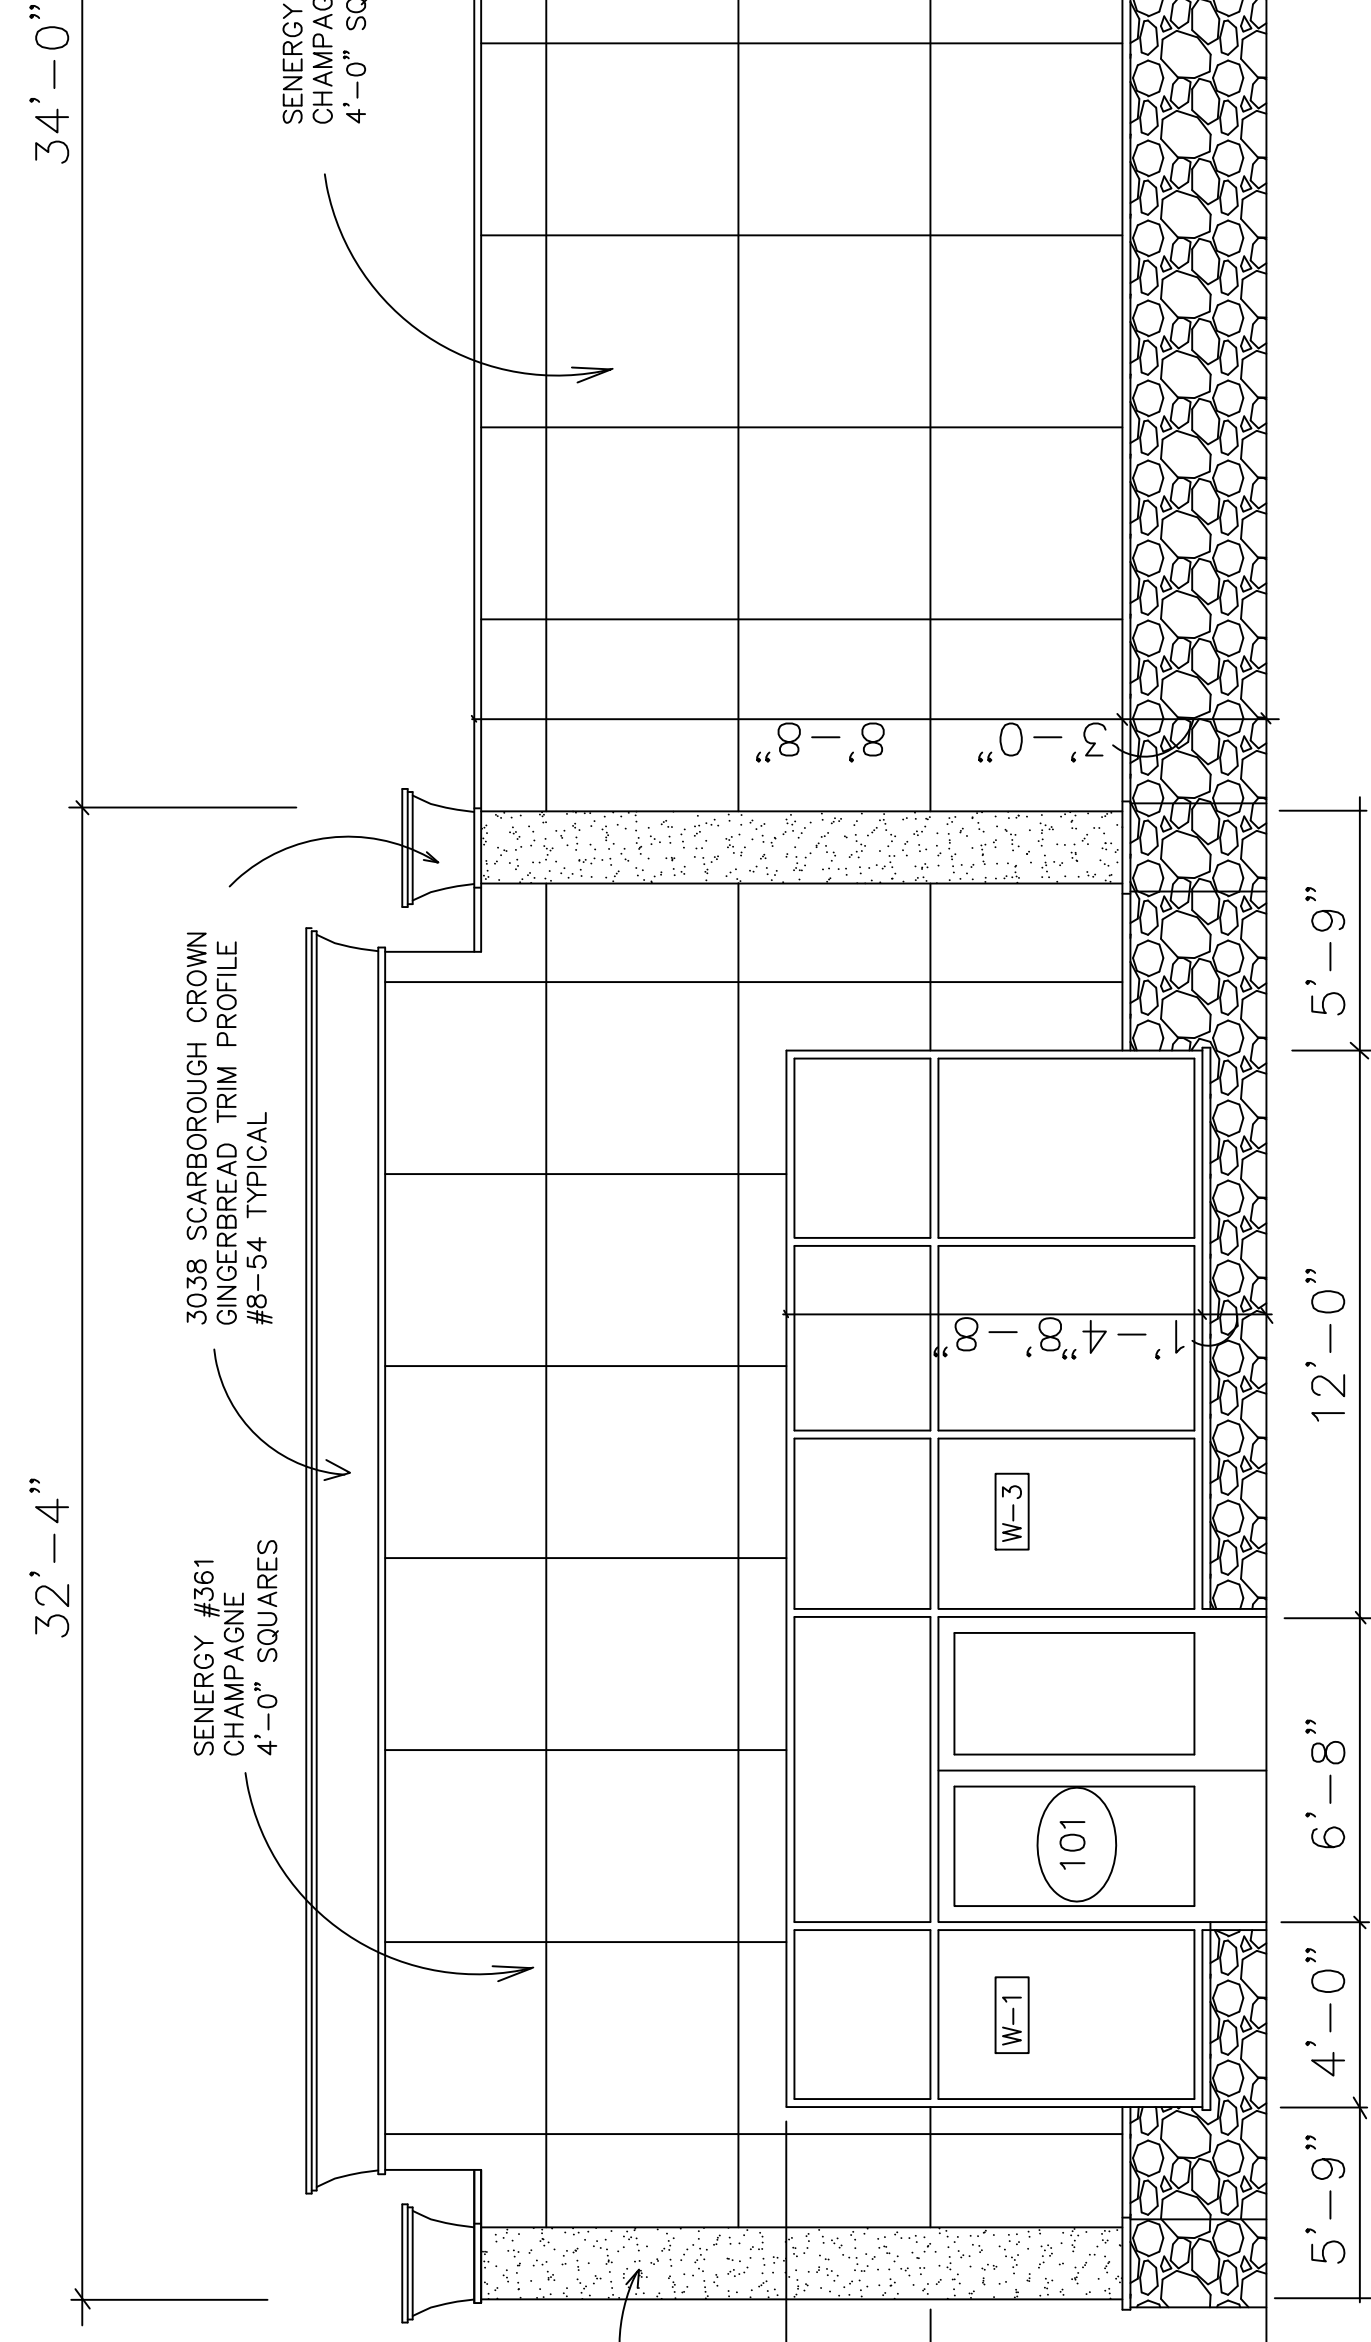 32'-4"
34'-0"
SENERGY #361
CHAMPAGNE
4'-0" SQUARES
3038 SCARBOROUGH CROWN
GINGERBREAD TRIM PROFILE
#8-54 TYPICAL
SENERGY
CHAMPAG
4'-0" SQ
8'-8"
3'-0"
8'-8"
1'-4"
W-1
101
W-3
5'-9"
4'-0"
6'-8"
12'-0"
5'-9"